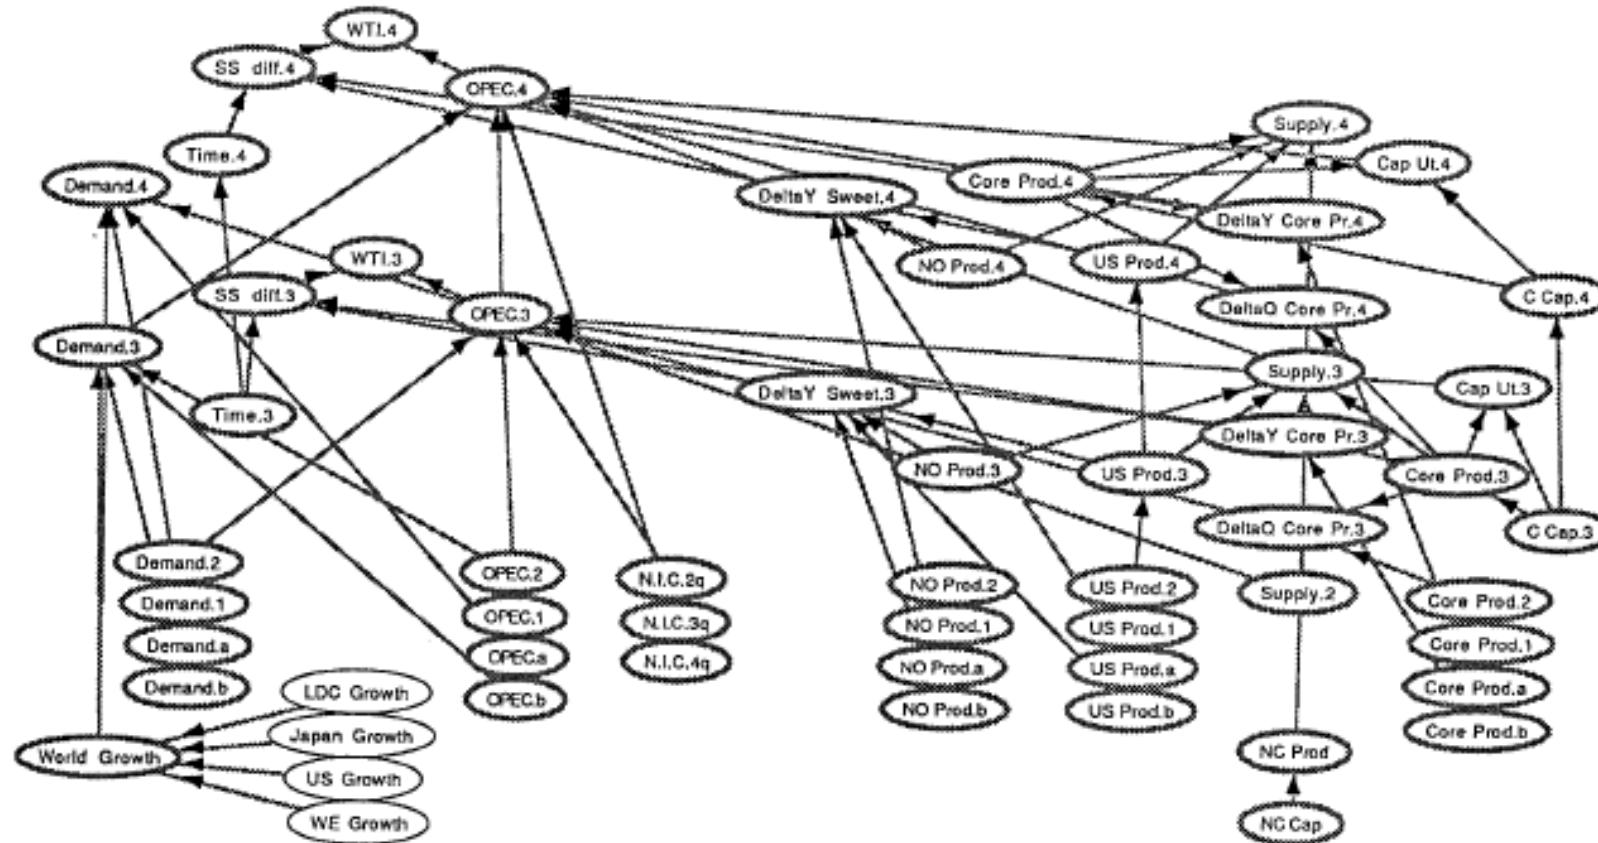 WTI.4
SS diff.4
OPEC.4
Supply.4
Time.4
Cap Ut.4
Demand.4
Core Prod.4
DeltaY Sweet.4
DeltaY Core Pr.4
WTI.3
NO Prod.4
US Prod.4
SS diff.3
C Cap.4
OPEC.3
DeltaQ Core Pr.4
Demand.3
Supply.3
DeltaY Sweet.3
Cap Ut.3
Time.3
DeltaY Core Pr.3
NO Prod.3
US Prod.3
Core Prod.3
DeltaQ Core Pr.3
C Cap.3
Demand.2
OPEC.2
N.I.C.2q
NO Prod.2
US Prod.2
Supply.2
Core Prod.2
Demand.1
OPEC.1
N.I.C.3q
NO Prod.1
US Prod.1
Core Prod.1
Demand.a
OPEC.a
N.I.C.4q
NO Prod.a
US Prod.a
Core Prod.a
Demand.b
OPEC.b
NO Prod.b
US Prod.b
Core Prod.b
LDC Growth
Japan Growth
World Growth
NC Prod
US Growth
WE Growth
NC Cap